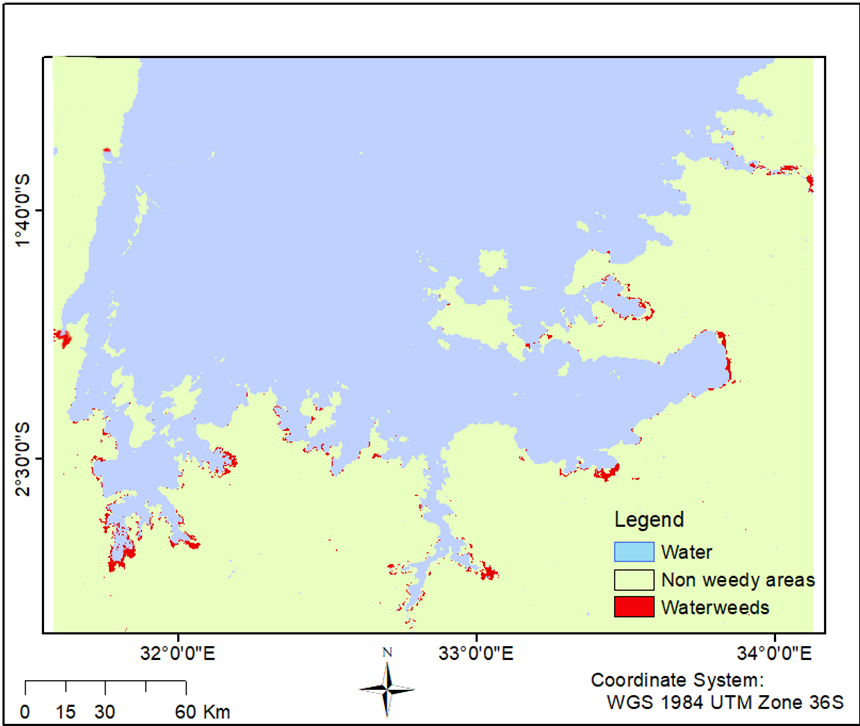 1°40'0"S
2°30'0"S
Legend
Water
Non weedy areas
Waterweeds
32°0'0"E
33°0'0"E
34°0'0"E
N
0 15 30 60 Km
Coordinate System:
WGS 1984 UTM Zone 36S